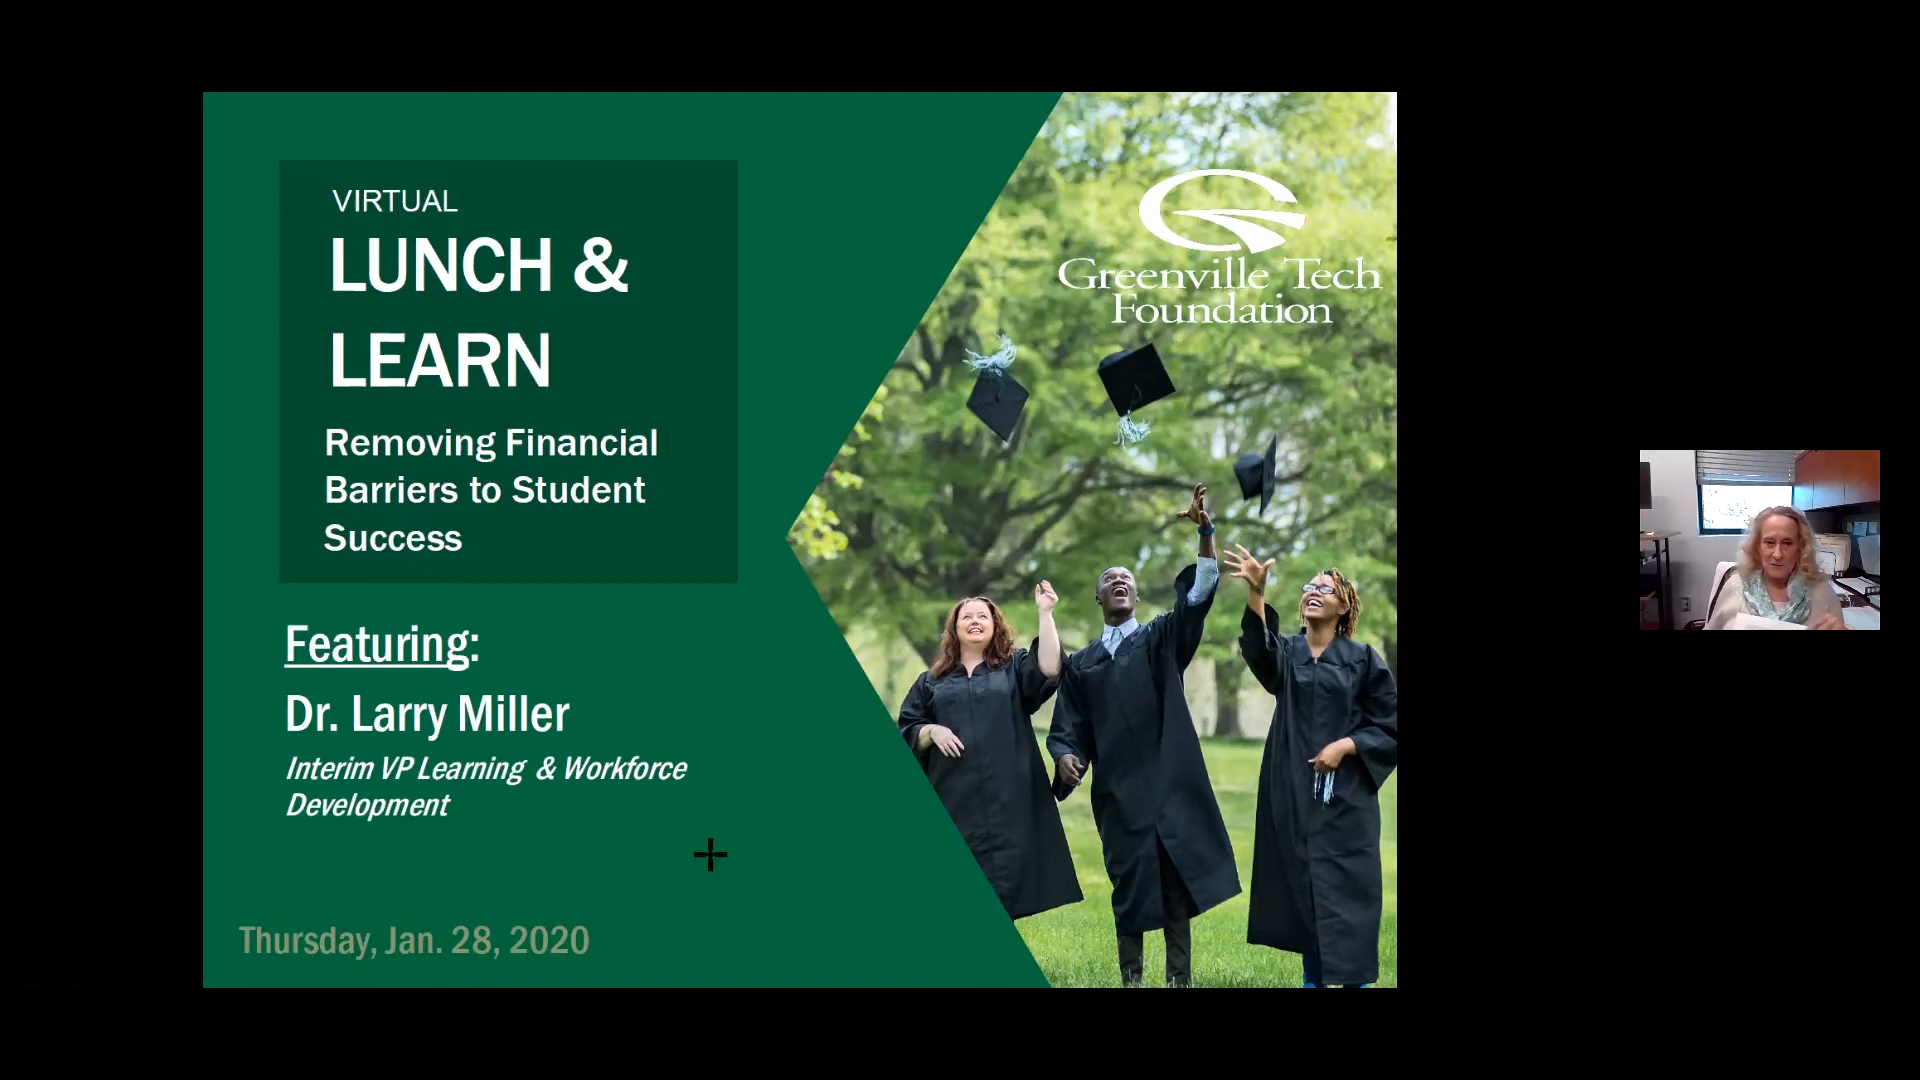 VIRTUAL
LUNCH &
LEARN
Removing Financial
Barriers to Student
Success
Featuring:
Dr. Larry Miller
Interim VP Learning & Workforce
Development
Thursday, Jan. 28, 2020
Greenville Tech
Foundation